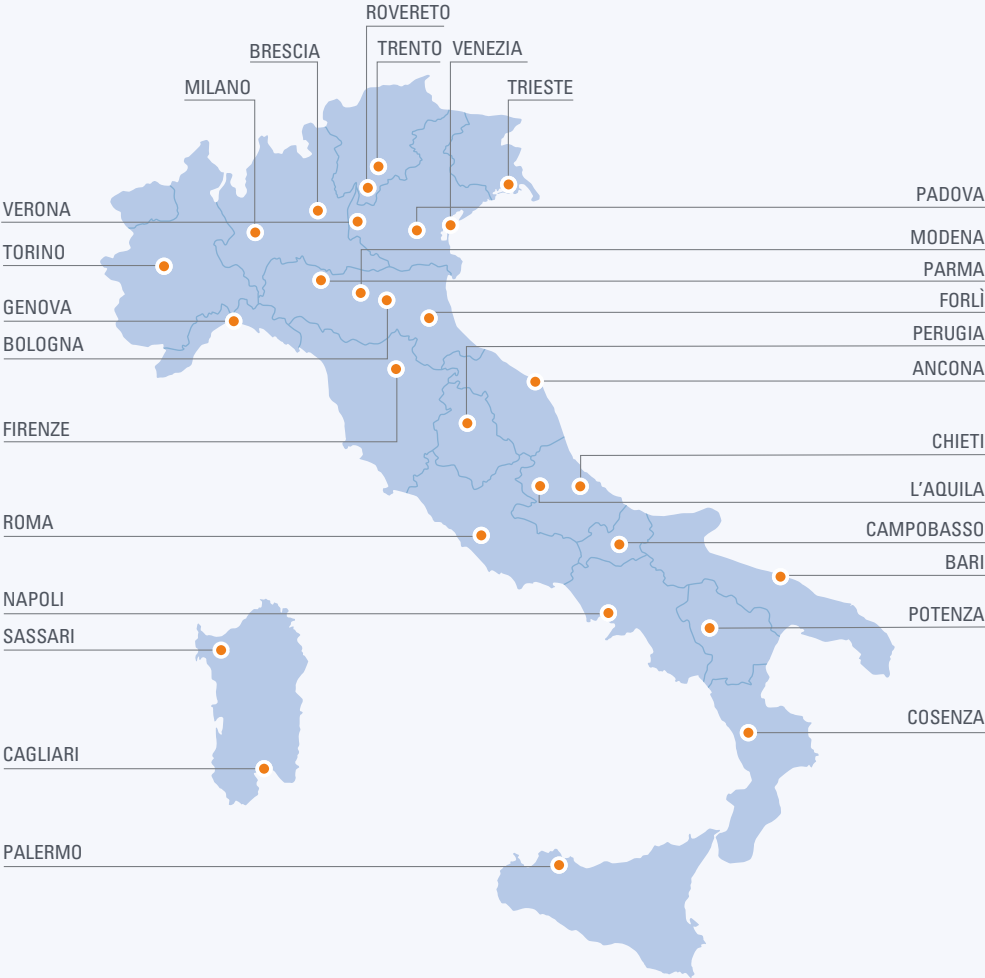 ROVERETO
BRESCIA
TRENTO
VENEZIA
MILANO
TRIESTE
VERONA
TORINO
GENOVA
BOLOGNA
FIRENZE
ROMA
NAPOLI
SASSARI
CAGLIARI
PALERMO
PADOVA
MODENA
PARMA
FORLÌ
PERUGIA
ANCONA
CHIETI
L'AQUILA
CAMPOBASSO
BARI
POTENZA
COSENZA